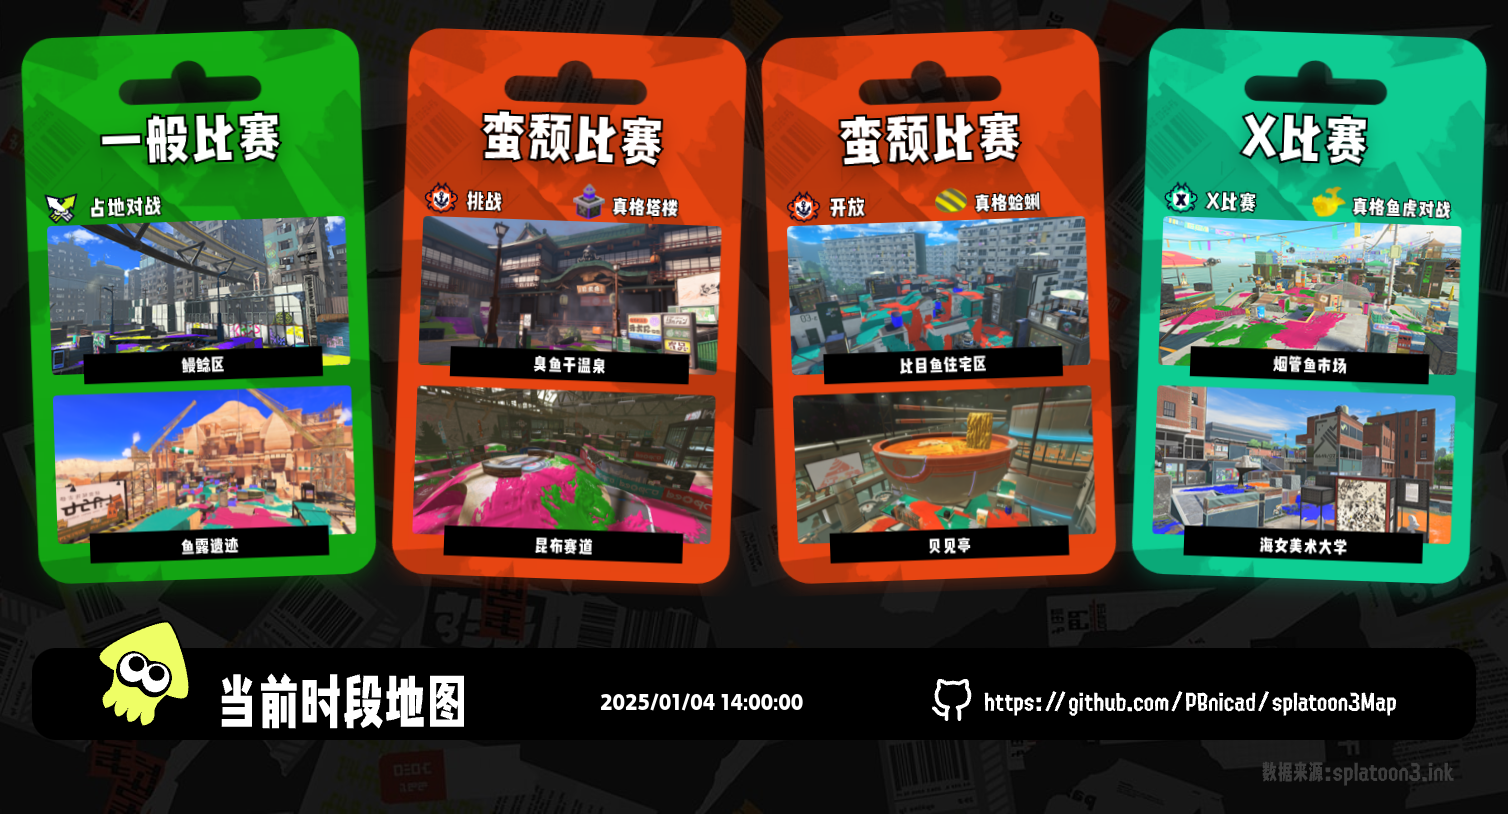 一般比赛
占地对战
鳗鲶区
鱼露遗迹
蛮颓比赛
挑战
真格塔楼
臭鱼干温泉
昆布赛道
蛮颓比赛
开放
真格蛤蜊
比目鱼住宅区
贝贝亭
X比赛
X比赛
真格鱼虎对战
烟管鱼市场
海女美术大学
当前时段地图
2025/01/04 14:00:00
https://github.com/PBnicad/splatoon3Map
数据来源:splatoon3.ink